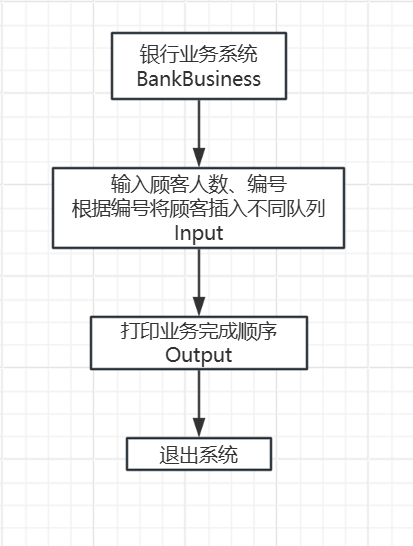 银行业务系统
BankBusiness
输入顾客人数、编号
根据编号将顾客插入不同队列
Input
打印业务完成顺序
Output
退出系统